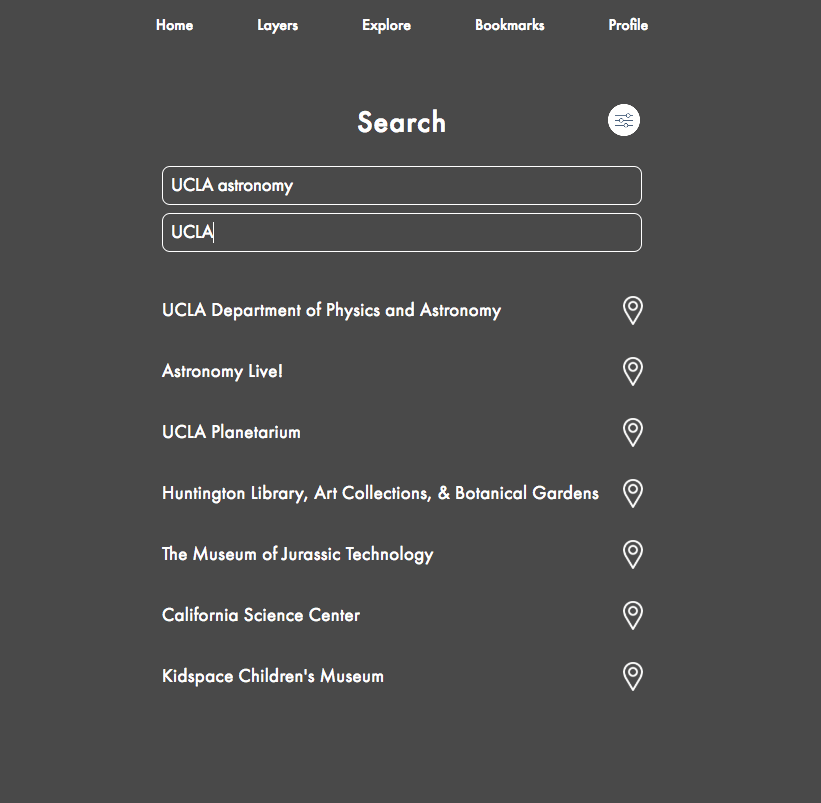 Home Layers Explore Bookmarks Profile
Search
UCLA astronomy
UCLA
UCLA Department of Physics and Astronomy
Astronomy Live!
UCLA Planetarium
Huntington Library, Art Collections, & Botanical Gardens
The Museum of Jurassic Technology
California Science Center
Kidspace Children's Museum